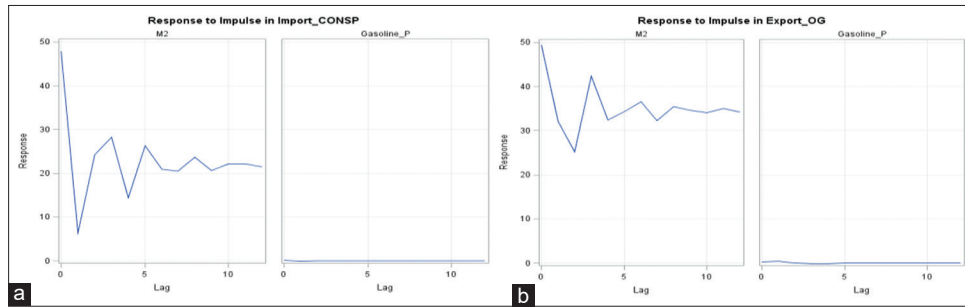 Response to Impulse in Import_CONSP
M2
Gasoline_P
50
40
30
20
10
0
Response
0
5
10
Lag
0
5
10
Lag
a
Response to Impulse in Export_OG
M2
Gasoline_P
50
40
30
20
10
0
Response
0
5
10
Lag
0
5
10
Lag
b